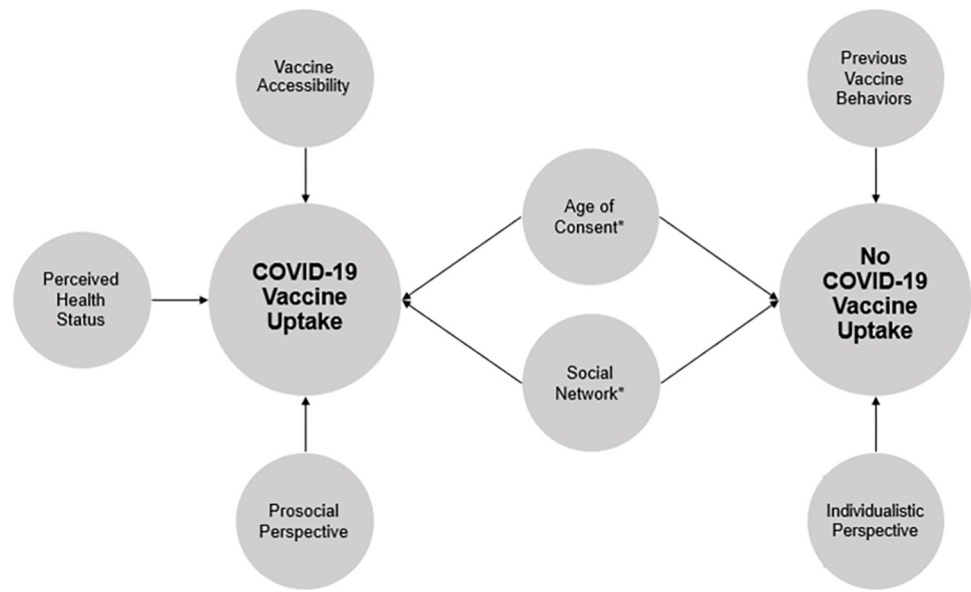 Vaccine
Accessibility
Previous
Vaccine
Behaviors
Age of
Consent*
Perceived
Health
Status
COVID-19
Vaccine
Uptake
No
COVID-19
Vaccine
Uptake
Social
Network*
Prosocial
Perspective
Individualistic
Perspective